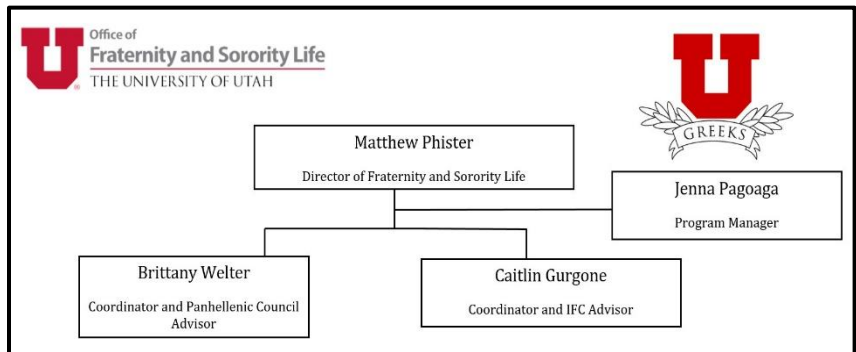 U
Office of
Fraternity and Sorority Life
THE UNIVERSITY OF UTAH
U
GREEKS
Matthew Phister
Director of Fraternity and Sorority Life
Jenna Pagoaga
Program Manager
Brittany Welter
Coordinator and Panhellenic Council
Advisor
Caitlin Gurgone
Coordinator and IFC Advisor